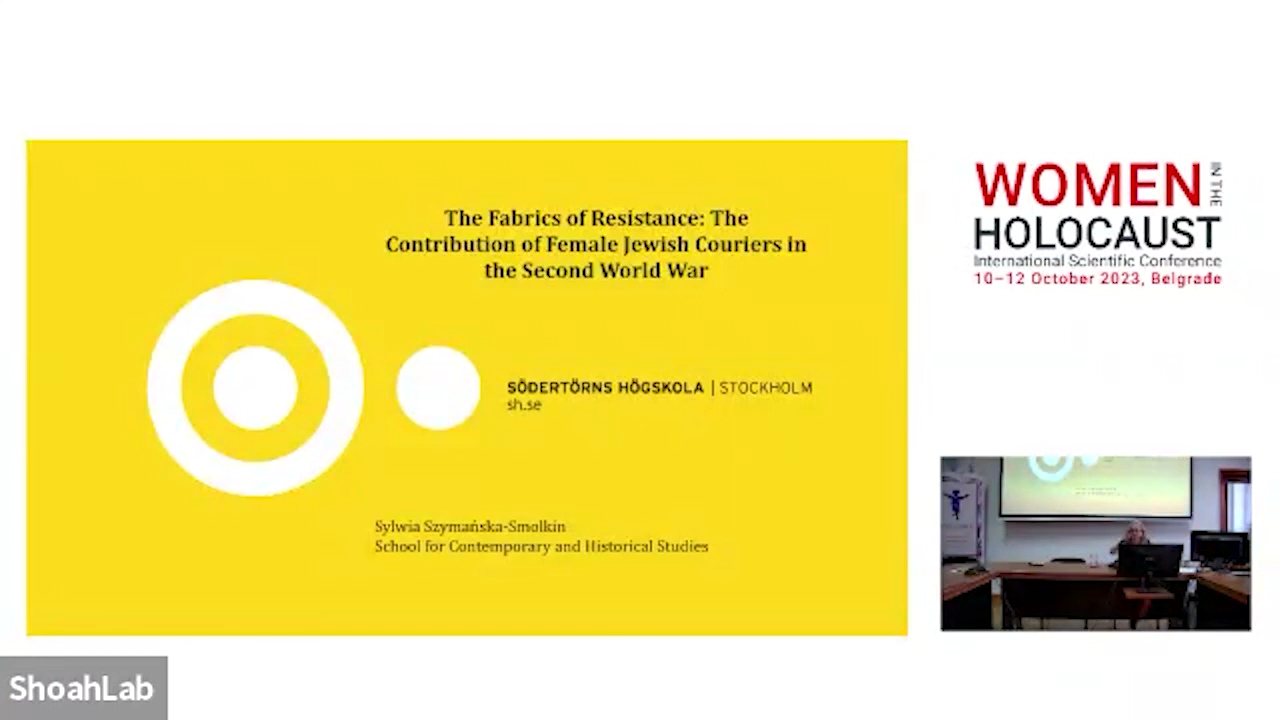 The Fabrics of Resistance: The
Contribution of Female Jewish Couriers in
the Second World War
SÖDERTÖRNS HÖGSKOLA | STOCKHOLM
sh.se
Sylwia Szymańska-Smolkin
School for Contemporary and Historical Studies
WOMEN IN THE
HOLOCAUST
International Scientific Conference
10–12 October 2023, Belgrade
ShoahLab